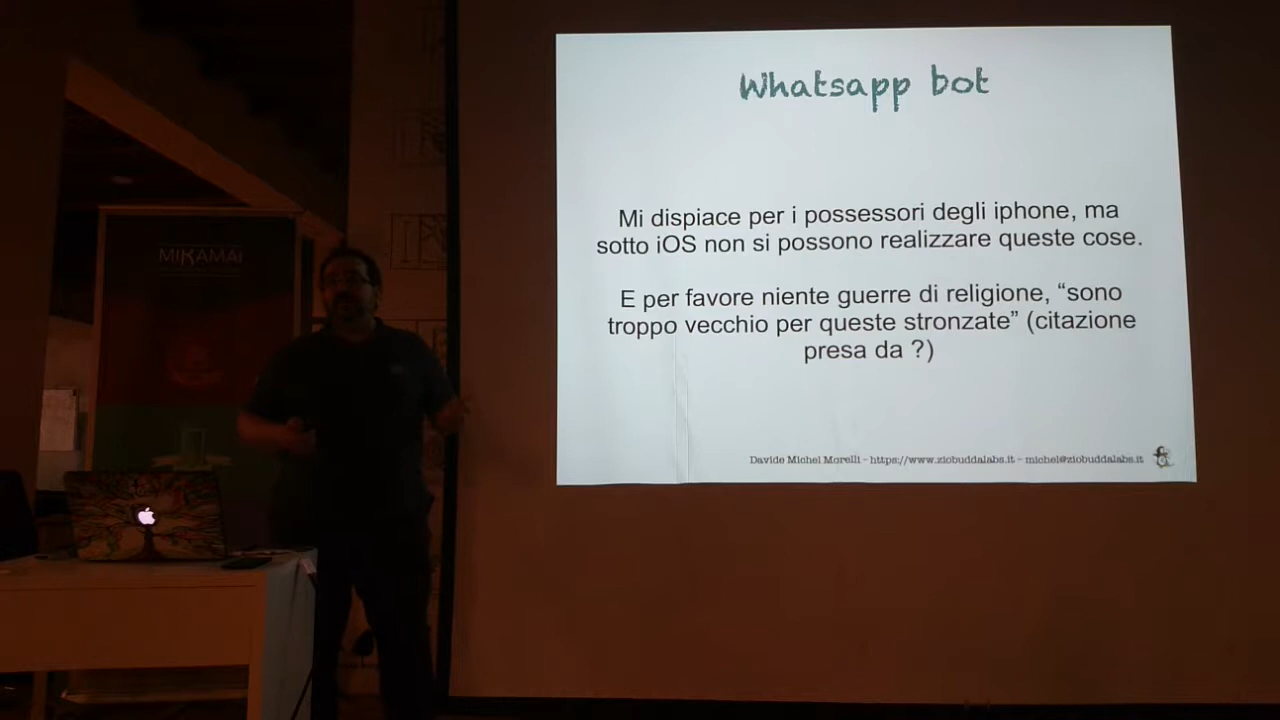 Whatsapp bot
Mi dispiace per i possessori degli iphone, ma
sotto iOS non si possono realizzare queste cose.
E per favore niente guerre di religione, “sono
troppo vecchio per queste stronzate” (citazione
presa da ?)
Davide Michel Morelli - https://www.ziobuddalabs.it - michel@ziobuddalabs.it
MIKAMAI